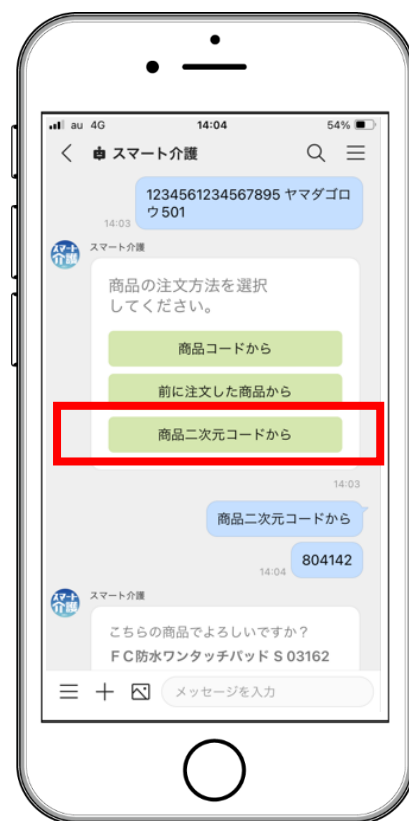 au 4G 14:04 54%
スマート介護
1234561234567895 ヤマダゴロ
ウ 501
14:03
スマート介護
スマート介護
商品の注文方法を選択
してください。
商品コードから
前に注文した商品から
商品二次元コードから
14:03
商品二次元コードから
804142
14:04
スマート介護
スマート介護
こちらの商品でよろしいですか？
ＦＣ防水ワンタッチパッド S 03162
メッセージを入力